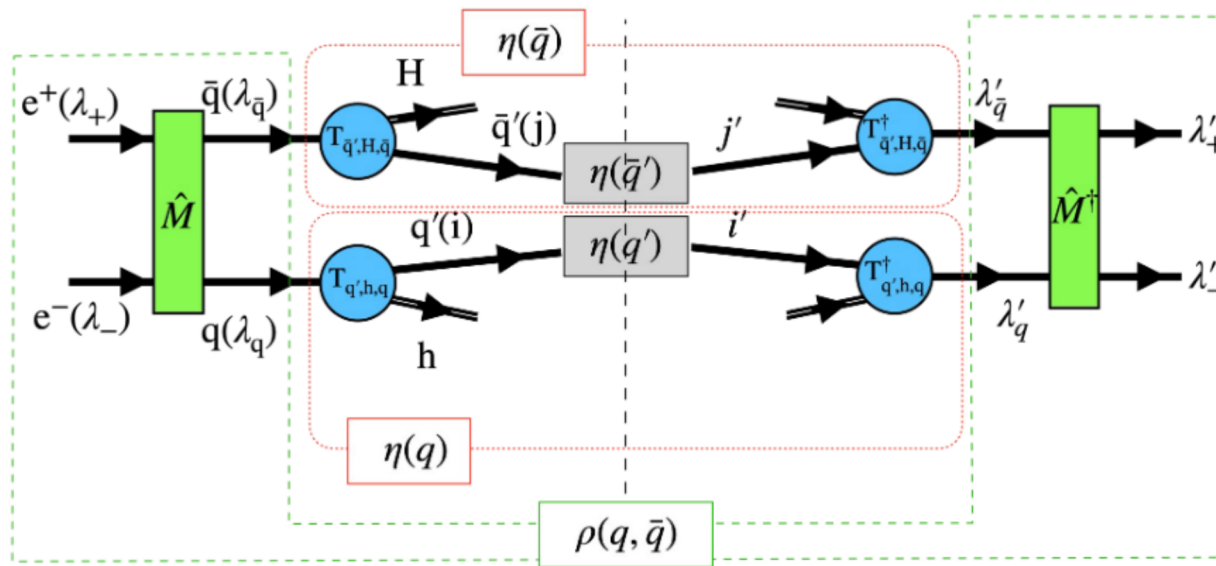 η(q̄)
H
e⁺(λ₊)
q̄(λ_q̄)
T_q̄′,H,q̄
q̄′(j)
η(q̄′)
j′
T†_q̄′,H,q̄
λ′_q̄
λ′₊
M̂
M̂†
q′(i)
η(q′)
i′
T_q′,h,q
T†_q′,h,q
e⁻(λ₋)
q(λ_q)
h
λ′_q
λ′₋
η(q)
ρ(q, q̄)